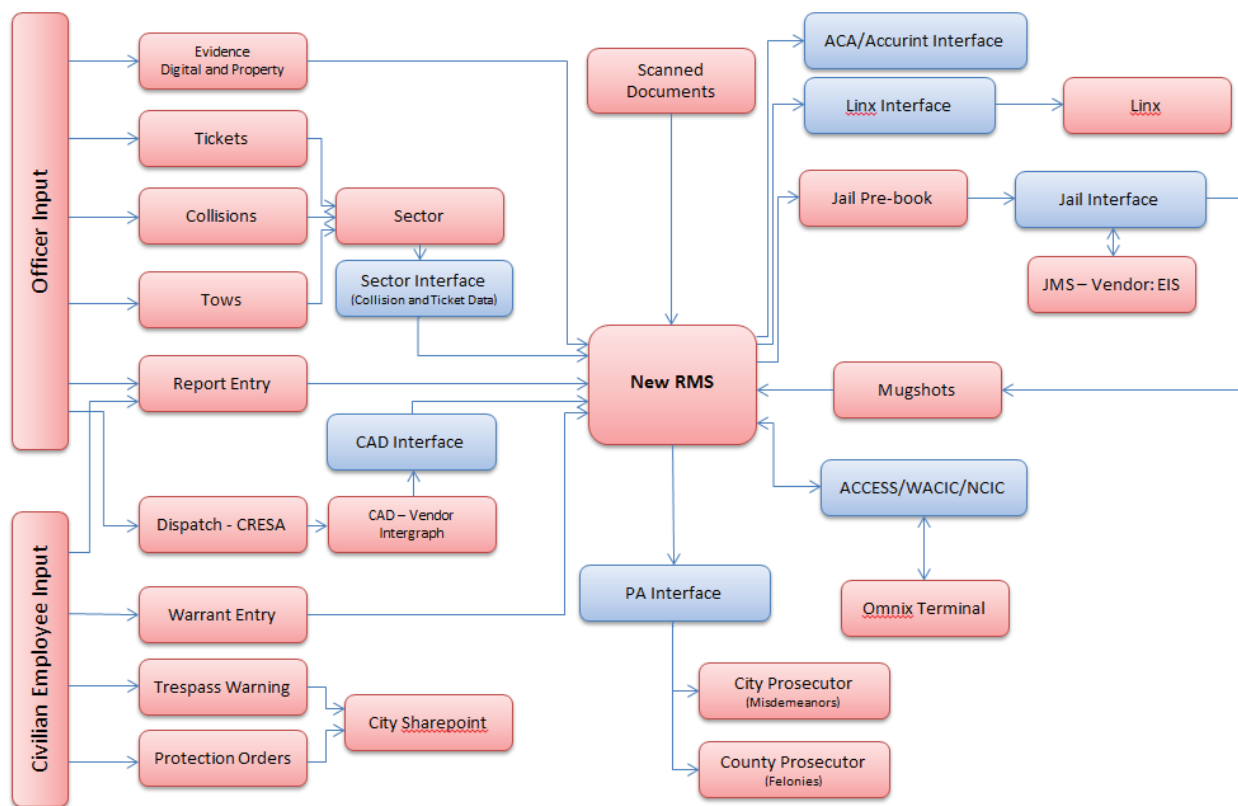 Officer Input
Evidence
Digital and Property
Tickets
Collisions
Tows
Sector
Sector Interface
(Collision and Ticket Data)
Report Entry
CAD Interface
Dispatch - CRESA
CAD – Vendor
Intergraph
Civilian Employee Input
Warrant Entry
Trespass Warning
Protection Orders
City Sharepoint
Scanned
Documents
New RMS
PA Interface
City Prosecutor
(Misdemeanors)
County Prosecutor
(Felonies)
ACA/Accurint Interface
Linx Interface
Linx
Jail Pre-book
Jail Interface
JMS – Vendor: EIS
Mugshots
ACCESS/WACIC/NCIC
Omnix Terminal